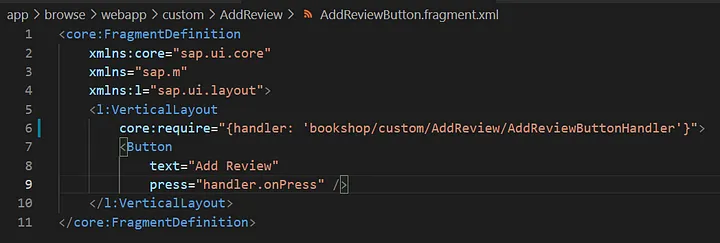 app > browse > webapp > custom > AddReview > AddReviewButton.fragment.xml
1 <core:FragmentDefinition
2 xmlns:core="sap.ui.core"
3 xmlns="sap.m"
4 xmlns:l="sap.ui.layout">
5 <l:VerticalLayout
6 core:require="{handler: 'bookshop/custom/AddReview/AddReviewButtonHandler'}">
7 <Button
8 text="Add Review"
9 press="handler.onPress" />
10 </l:VerticalLayout>
11 </core:FragmentDefinition>